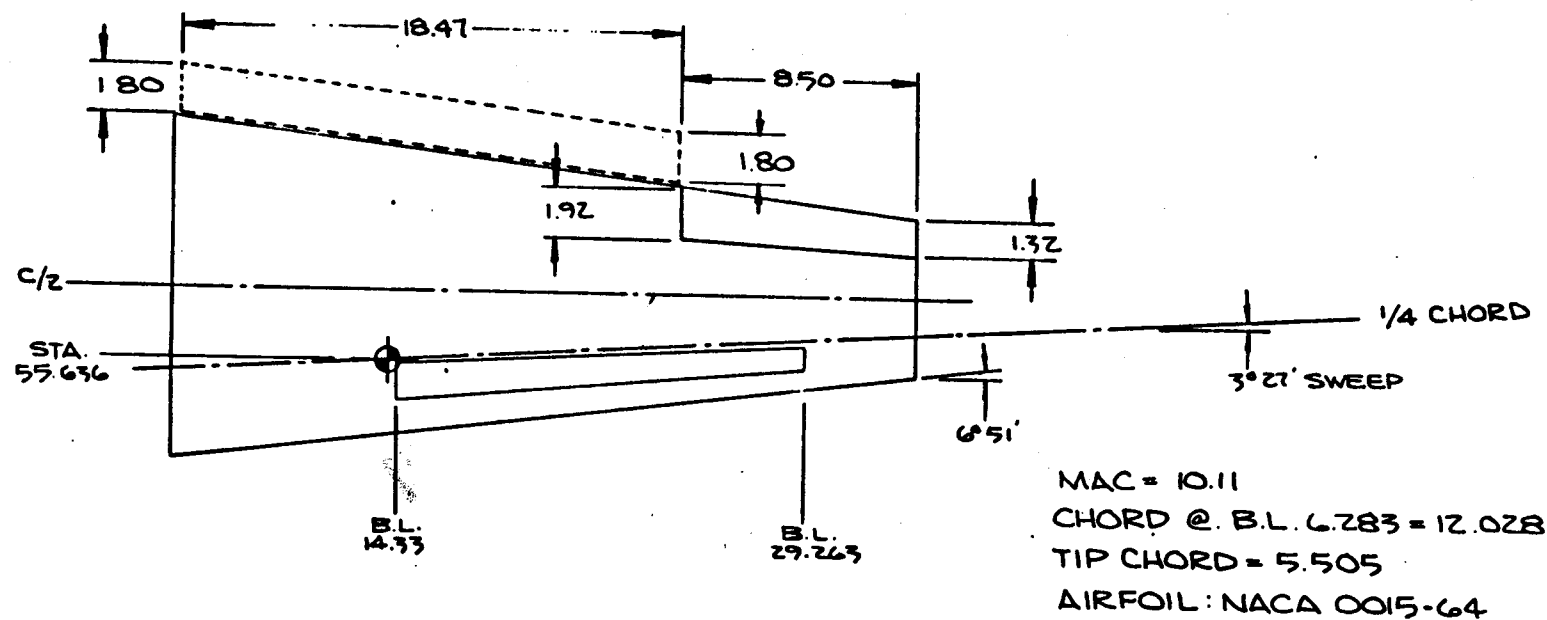 18.47
8.50
1.80
1.80
1.92
1.32
C/2
1/4 CHORD
STA.
55.636
3°27' SWEEP
6°51'
B.L.
14.33
B.L.
29.263
MAC = 10.11
CHORD @ B.L. 6.283 = 12.028
TIP CHORD = 5.505
AIRFOIL: NACA 0015-64